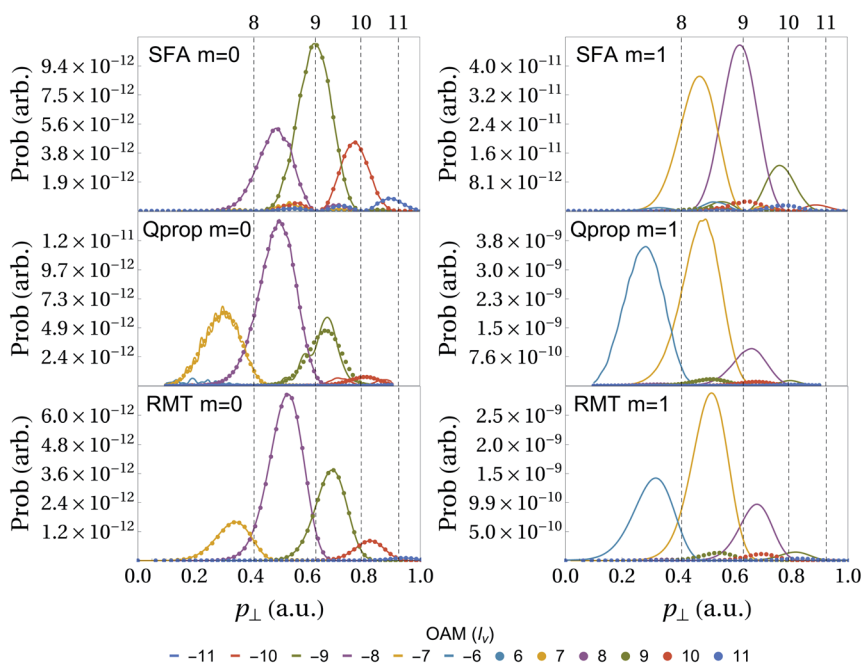 8 9 10 11
8 9 10 11
SFA m=0
Prob (arb.)
9.4×10⁻¹²
7.5×10⁻¹²
5.6×10⁻¹²
3.8×10⁻¹²
1.9×10⁻¹²
SFA m=1
Prob (arb.)
4.0×10⁻¹¹
3.2×10⁻¹¹
2.4×10⁻¹¹
1.6×10⁻¹¹
8.1×10⁻¹²
Qprop m=0
Prob (arb.)
1.2×10⁻¹¹
9.7×10⁻¹²
7.3×10⁻¹²
4.9×10⁻¹²
2.4×10⁻¹²
Qprop m=1
Prob (arb.)
3.8×10⁻⁹
3.0×10⁻⁹
2.3×10⁻⁹
1.5×10⁻⁹
7.6×10⁻¹⁰
RMT m=0
Prob (arb.)
6.0×10⁻¹²
4.8×10⁻¹²
3.6×10⁻¹²
2.4×10⁻¹²
1.2×10⁻¹²
RMT m=1
Prob (arb.)
2.5×10⁻⁹
2.0×10⁻⁹
1.5×10⁻⁹
9.9×10⁻¹⁰
5.0×10⁻¹⁰
0.0 0.2 0.4 0.6 0.8 1.0
p⊥ (a.u.)
0.0 0.2 0.4 0.6 0.8 1.0
p⊥ (a.u.)
OAM (lᵥ)
−11 −10 −9 −8 −7 −6 6 7 8 9 10 11